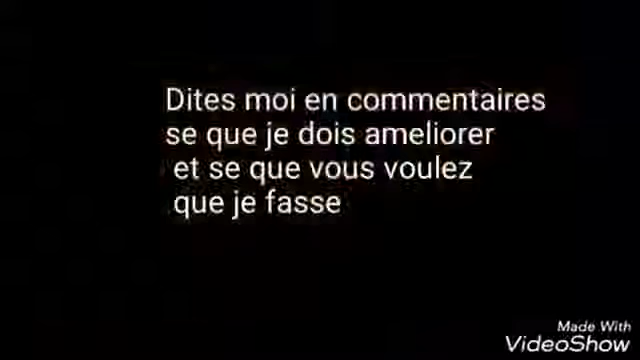 Dites moi en commentaires
se que je dois ameliorer
et se que vous voulez
que je fasse
Made With
VideoShow